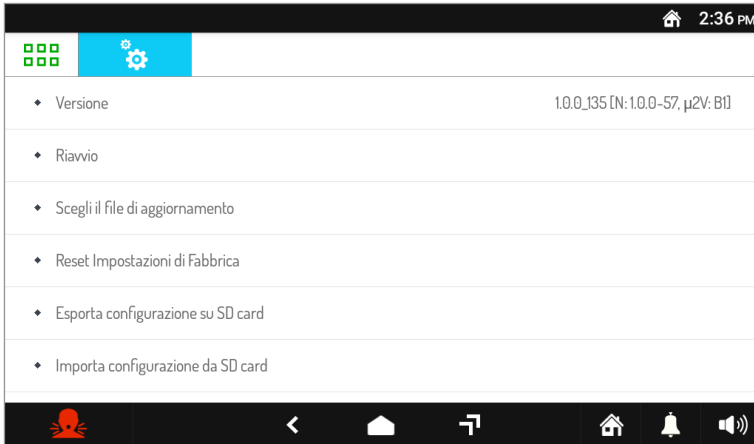 2:36 PM
Versione 1.0.0_135 [N: 1.0.0-57, µ2V: B1]
Riavvio
Scegli il file di aggiornamento
Reset Impostazioni di Fabbrica
Esporta configurazione su SD card
Importa configurazione da SD card